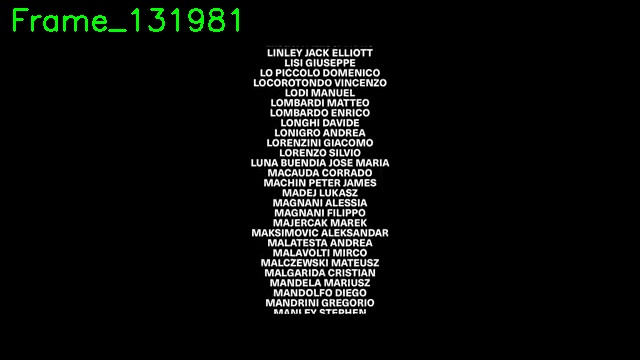 Frame_131981
LINLEY JACK ELLIOTT
LISI GIUSEPPE
LO PICCOLO DOMENICO
LOCOROTONDO VINCENZO
LODI MANUEL
LOMBARDI MATTEO
LOMBARDO ENRICO
LONGHI DAVIDE
LONIGRO ANDREA
LORENZINI GIACOMO
LORENZO SILVIO
LUNA BUENDIA JOSE MARIA
MACAUDA CORRADO
MACHIN PETER JAMES
MADEJ LUKASZ
MAGNANI ALESSIA
MAGNANI FILIPPO
MAJERCAK MAREK
MAKSIMOVIC ALEKSANDAR
MALATESTA ANDREA
MALAVOLTI MIRCO
MALCZEWSKI MATEUSZ
MALGARIDA CRISTIAN
MANDELA MARIUSZ
MANDOLFO DIEGO
MANDRINI GREGORIO
MANLEY STEPHEN